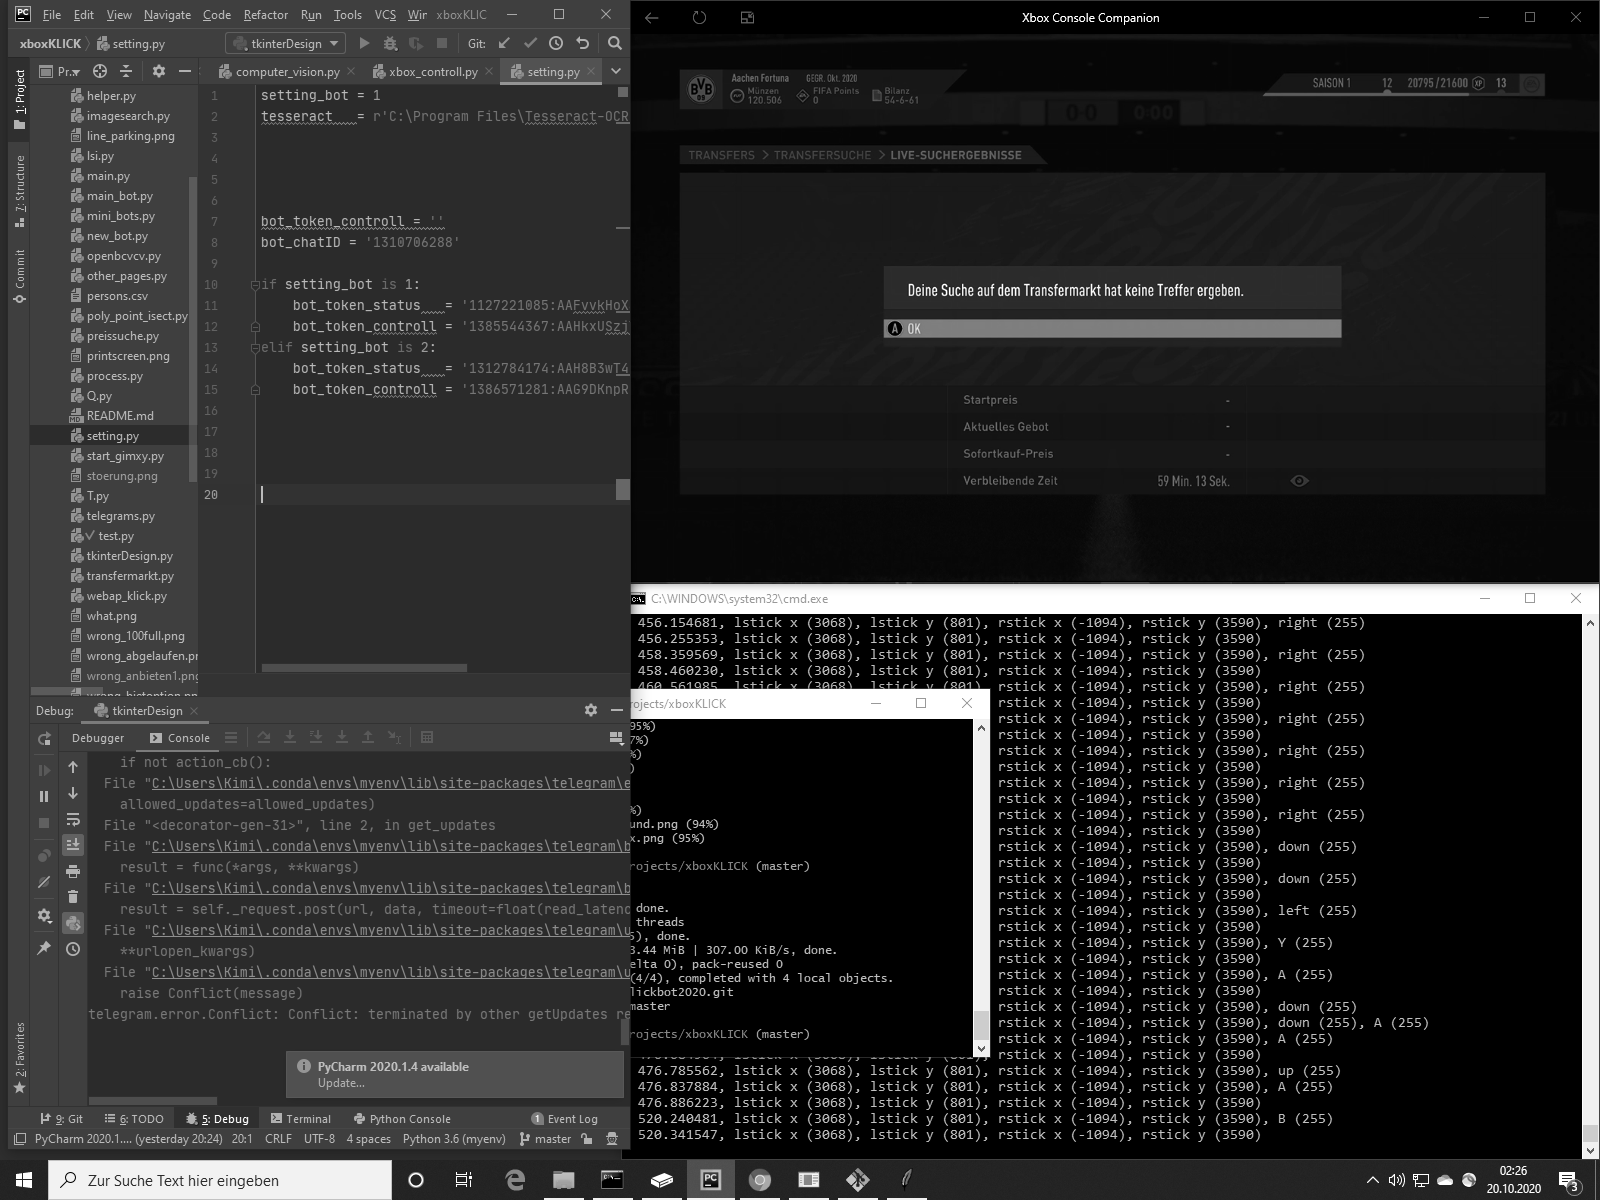 File Edit View Navigate Code Refactor Run Tools VCS Wir xboxKLIC
xboxKLICK setting.py tkinterDesign Git:
1: Project
7: Structure
Commit
2: Favorites
Pr.
computer_vision.py xbox_controll.py setting.py
helper.py
imagesearch.py
line_parking.png
lsi.py
main.py
main_bot.py
mini_bots.py
new_bot.py
openbcvcv.py
other_pages.py
persons.csv
poly_point_isect.py
preissuche.py
printscreen.png
process.py
Q.py
README.md
setting.py
start_gimxy.py
stoerung.png
T.py
telegrams.py
test.py
tkinterDesign.py
transfermarkt.py
webap_klick.py
what.png
wrong_100full.png
wrong_abgelaufen.pr
wrong_anbieten1.png
1 setting_bot = 1
2 tesseract = r'C:\Program Files\Tesseract-OCR
3
4
5
6
7 bot_token_controll = ''
8 bot_chatID = '1310706288'
9
10 if setting_bot is 1:
11 bot_token_status = '1127221085:AAFvvkHoX
12 bot_token_controll = '1385544367:AAHkxUSzj
13 elif setting_bot is 2:
14 bot_token_status = '1312784174:AAH8B3wT4
15 bot_token_controll = '1386571281:AAG9DKnpR
16
17
18
19
20
Debug: tkinterDesign
Debugger Console
if not action_cb():
File "C:\Users\Kimi\.conda\envs\myenv\lib\site-packages\telegram\e
allowed_updates=allowed_updates)
File "<decorator-gen-31>", line 2, in get_updates
File "C:\Users\Kimi\.conda\envs\myenv\lib\site-packages\telegram\b
result = func(*args, **kwargs)
File "C:\Users\Kimi\.conda\envs\myenv\lib\site-packages\telegram\b
result = self._request.post(url, data, timeout=float(read_latenc
File "C:\Users\Kimi\.conda\envs\myenv\lib\site-packages\telegram\u
**urlopen_kwargs)
File "C:\Users\Kimi\.conda\envs\myenv\lib\site-packages\telegram\u
raise Conflict(message)
telegram.error.Conflict: Conflict: terminated by other getUpdates re
PyCharm 2020.1.4 available
Update...
9: Git 6: TODO 5: Debug Terminal Python Console 1 Event Log
PyCharm 2020.1.... (yesterday 20:24) 20:1 CRLF UTF-8 4 spaces Python 3.6 (myenv) master
Xbox Console Companion
BVB 09
Aachen Fortuna GEGR. Okt. 2020
Münzen 120.506
FIFA Points 0
Bilanz 54-6-61
SAISON 1 12 20795/21600 XP 13
0-0 0:00
TRANSFERS > TRANSFERSUCHE > LIVE-SUCHERGEBNISSE
Deine Suche auf dem Transfermarkt hat keine Treffer ergeben.
A OK
Startpreis -
Aktuelles Gebot -
Sofortkauf-Preis -
Verbleibende Zeit 59 Min. 13 Sek.
C:\WINDOWS\system32\cmd.exe
456.154681, lstick x (3068), lstick y (801), rstick x (-1094), rstick y (3590), right (255)
456.255353, lstick x (3068), lstick y (801), rstick x (-1094), rstick y (3590)
458.359569, lstick x (3068), lstick y (801), rstick x (-1094), rstick y (3590), right (255)
458.460230, lstick x (3068), lstick y (801), rstick x (-1094), rstick y (3590)
460.561985, lstick x (3068), lstick y (801), rstick x (-1094), rstick y (3590), right (255)
rstick x (-1094), rstick y (3590)
rstick x (-1094), rstick y (3590), right (255)
rstick x (-1094), rstick y (3590)
rstick x (-1094), rstick y (3590), right (255)
rstick x (-1094), rstick y (3590)
rstick x (-1094), rstick y (3590), right (255)
rstick x (-1094), rstick y (3590)
rstick x (-1094), rstick y (3590), right (255)
rstick x (-1094), rstick y (3590)
rstick x (-1094), rstick y (3590), down (255)
rstick x (-1094), rstick y (3590)
rstick x (-1094), rstick y (3590), down (255)
rstick x (-1094), rstick y (3590)
rstick x (-1094), rstick y (3590), left (255)
rstick x (-1094), rstick y (3590)
rstick x (-1094), rstick y (3590), Y (255)
rstick x (-1094), rstick y (3590)
rstick x (-1094), rstick y (3590), A (255)
rstick x (-1094), rstick y (3590)
rstick x (-1094), rstick y (3590), down (255)
rstick x (-1094), rstick y (3590), down (255), A (255)
rstick x (-1094), rstick y (3590), A (255)
rstick x (-1094), rstick y (3590)
476.785562, lstick x (3068), lstick y (801), rstick x (-1094), rstick y (3590), up (255)
476.837884, lstick x (3068), lstick y (801), rstick x (-1094), rstick y (3590), A (255)
476.886223, lstick x (3068), lstick y (801), rstick x (-1094), rstick y (3590)
520.240481, lstick x (3068), lstick y (801), rstick x (-1094), rstick y (3590), B (255)
520.341547, lstick x (3068), lstick y (801), rstick x (-1094), rstick y (3590)
rojects/xboxKLICK
95%)
7%)
%)
)
%)
und.png (94%)
x.png (95%)
rojects/xboxKLICK (master)
done.
threads
5), done.
3.44 MiB | 307.00 KiB/s, done.
elta 0), pack-reused 0
(4/4), completed with 4 local objects.
lickbot2020.git
master
rojects/xboxKLICK (master)
Zur Suche Text hier eingeben
02:26
20.10.2020
3